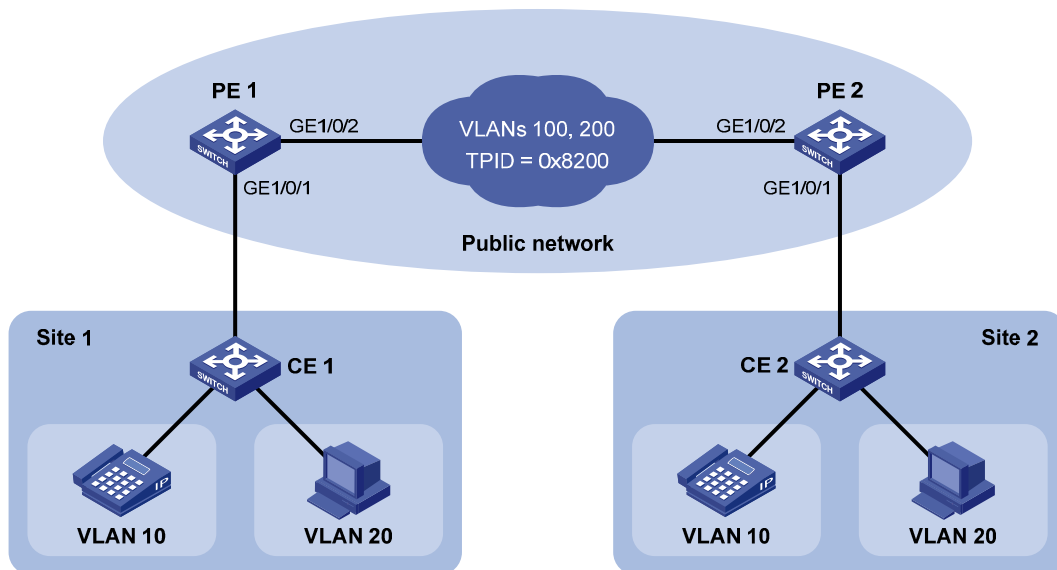 PE 1
PE 2
GE1/0/2
VLANs 100, 200
TPID = 0x8200
GE1/0/2
SWITCH
SWITCH
GE1/0/1
GE1/0/1
Public network
Site 1
Site 2
SWITCH
CE 1
CE 2
SWITCH
IP
IP
VLAN 10
VLAN 20
VLAN 10
VLAN 20